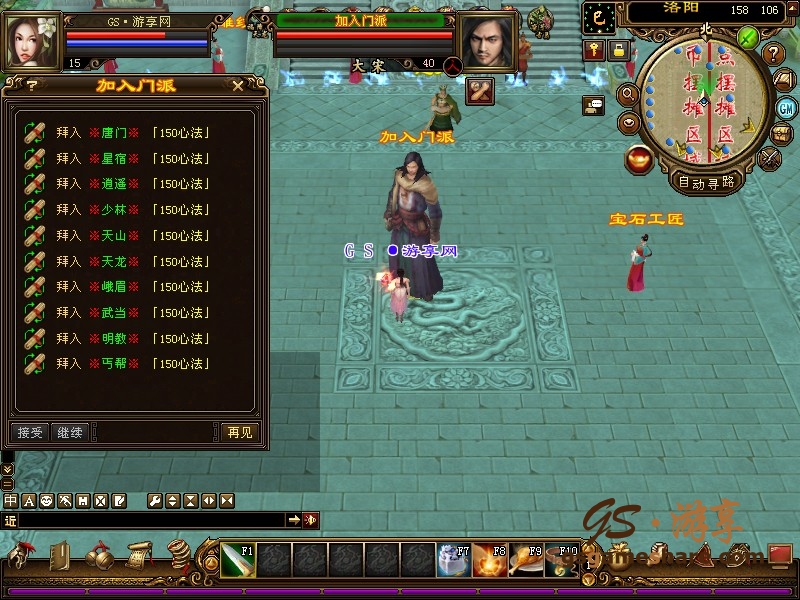 GS·游享网
15
加入门派
大宋
40
洛阳
158 106
北
GM
自动寻路
? 加入门派
拜入 ※唐门※ 「150心法」
拜入 ※星宿※ 「150心法」
拜入 ※逍遥※ 「150心法」
拜入 ※少林※ 「150心法」
拜入 ※天山※ 「150心法」
拜入 ※天龙※ 「150心法」
拜入 ※峨眉※ 「150心法」
拜入 ※武当※ 「150心法」
拜入 ※明教※ 「150心法」
拜入 ※丐帮※ 「150心法」
接受 继续 再见
加入门派
GS●游享网
宝石工匠
中 A
近
GS·游享
F1 F7 F8 F9 F10